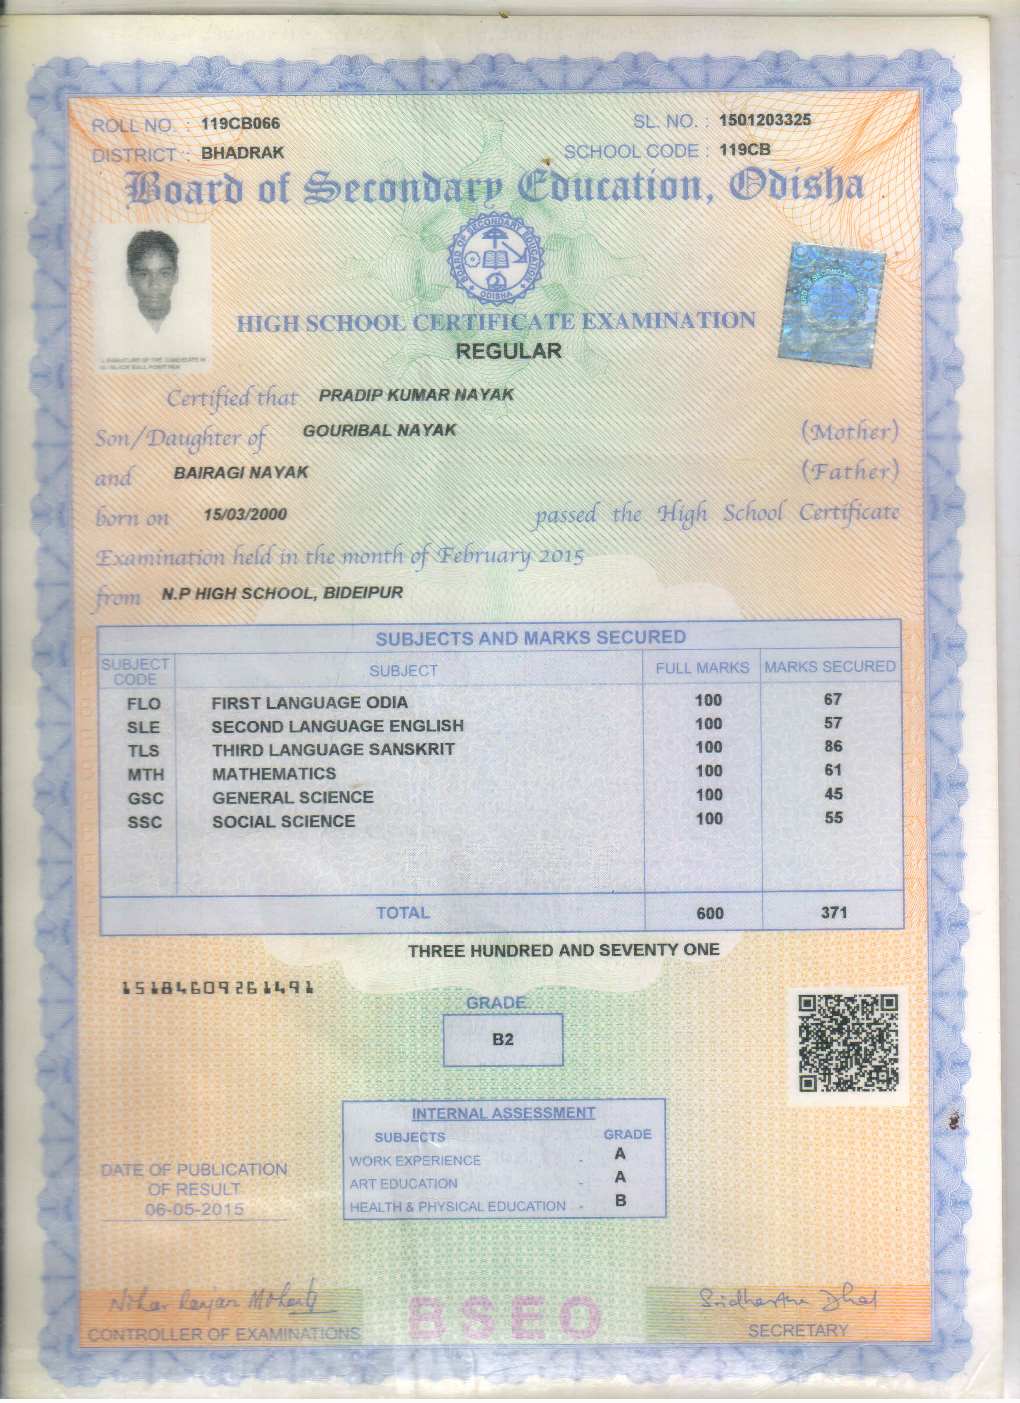 ROLL NO. : 119CB066
SL. NO. : 1501203325
DISTRICT : BHADRAK
SCHOOL CODE : 119CB
Board of Secondary Education, Odisha
BOARD OF SECONDARY EDUCATION
ODISHA
HIGH SCHOOL CERTIFICATE EXAMINATION
REGULAR
Certified that PRADIP KUMAR NAYAK
Son/Daughter of GOURIBAL NAYAK (Mother)
and BAIRAGI NAYAK (Father)
born on 15/03/2000 passed the High School Certificate
Examination held in the month of February 2015
from N.P HIGH SCHOOL, BIDEIPUR
SUBJECTS AND MARKS SECURED
SUBJECT CODE SUBJECT FULL MARKS MARKS SECURED
FLO FIRST LANGUAGE ODIA 100 67
SLE SECOND LANGUAGE ENGLISH 100 57
TLS THIRD LANGUAGE SANSKRIT 100 86
MTH MATHEMATICS 100 61
GSC GENERAL SCIENCE 100 45
SSC SOCIAL SCIENCE 100 55
TOTAL 600 371
THREE HUNDRED AND SEVENTY ONE
15184609261491
GRADE
B2
INTERNAL ASSESSMENT
SUBJECTS GRADE
WORK EXPERIENCE - A
ART EDUCATION - A
HEALTH & PHYSICAL EDUCATION - B
DATE OF PUBLICATION
OF RESULT
06-05-2015
BSEO
CONTROLLER OF EXAMINATIONS
SECRETARY